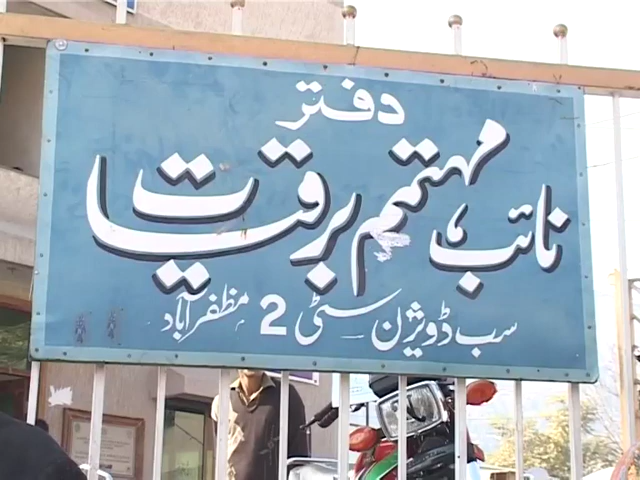 دفتر
نائب مہتمم برقیات
سب ڈویژن سٹی 2 مظفرآباد